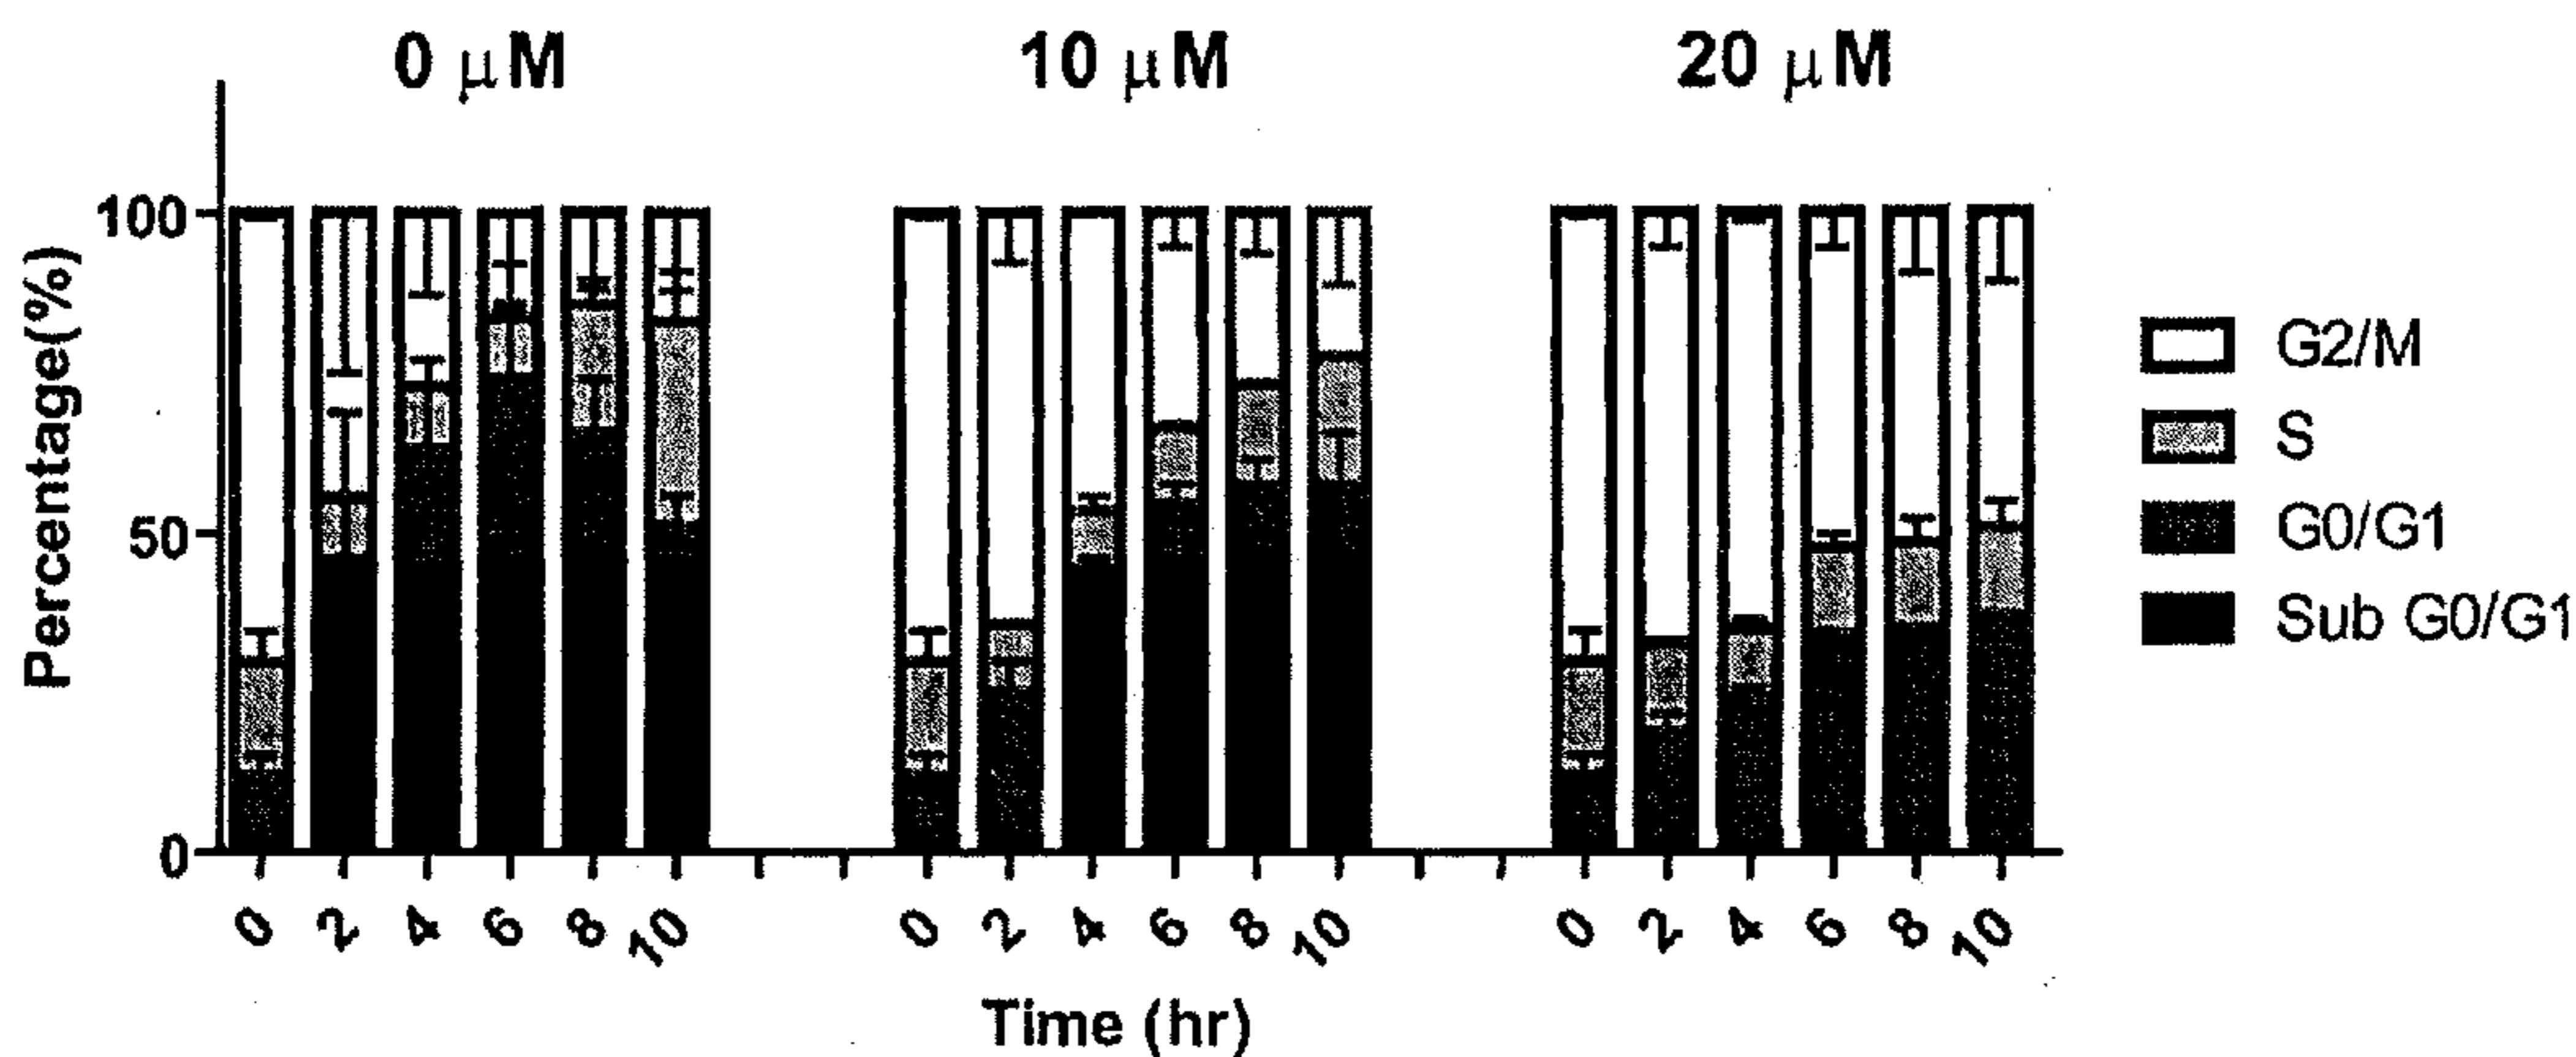 0 μM 10 μM 20 μM
Percentage(%)
100
50
0
0 2 4 6 8 10 0 2 4 6 8 10 0 2 4 6 8 10
Time (hr)
G2/M
S
G0/G1
Sub G0/G1